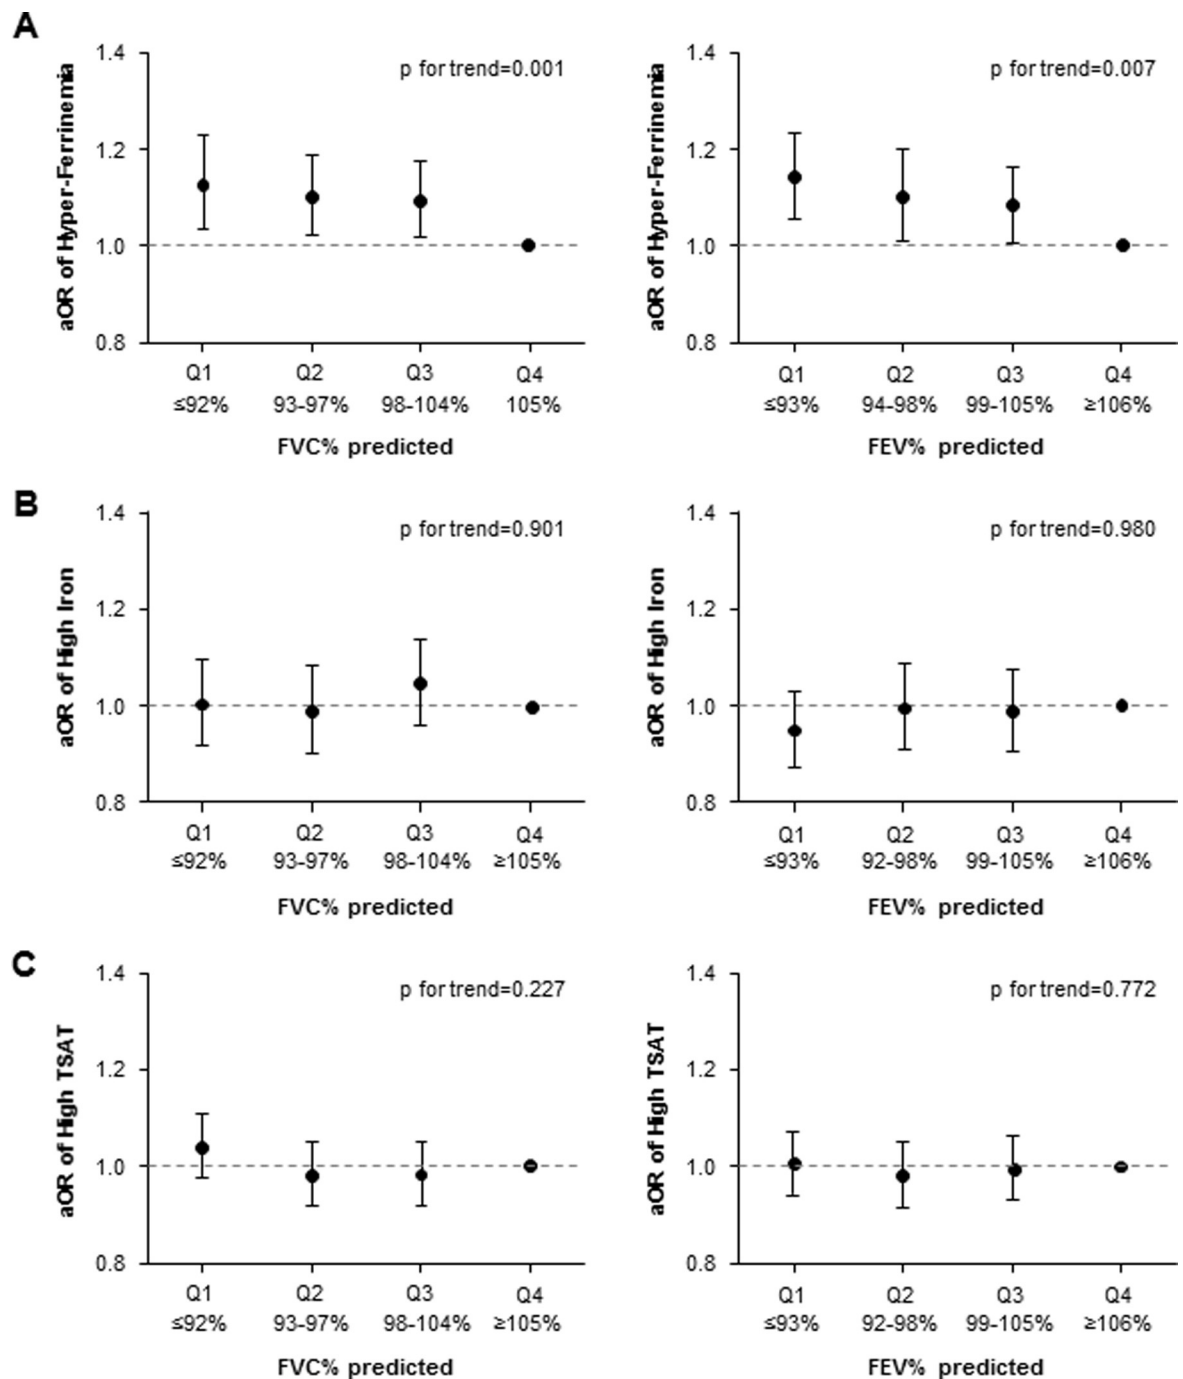 A
aOR of Hyper-Ferrinemia
1.4
1.2
1.0
0.8
p for trend=0.001
Q1 Q2 Q3 Q4
≤92% 93-97% 98-104% 105%
FVC% predicted
aOR of Hyper-Ferrinemia
1.4
1.2
1.0
0.8
p for trend=0.007
Q1 Q2 Q3 Q4
≤93% 94-98% 99-105% ≥106%
FEV% predicted
B
aOR of High Iron
1.4
1.2
1.0
0.8
p for trend=0.901
Q1 Q2 Q3 Q4
≤92% 93-97% 98-104% ≥105%
FVC% predicted
aOR of High Iron
1.4
1.2
1.0
0.8
p for trend=0.980
Q1 Q2 Q3 Q4
≤93% 92-98% 99-105% ≥106%
FEV% predicted
C
aOR of High TSAT
1.4
1.2
1.0
0.8
p for trend=0.227
Q1 Q2 Q3 Q4
≤92% 93-97% 98-104% ≥105%
FVC% predicted
aOR of High TSAT
1.4
1.2
1.0
0.8
p for trend=0.772
Q1 Q2 Q3 Q4
≤93% 92-98% 99-105% ≥106%
FEV% predicted